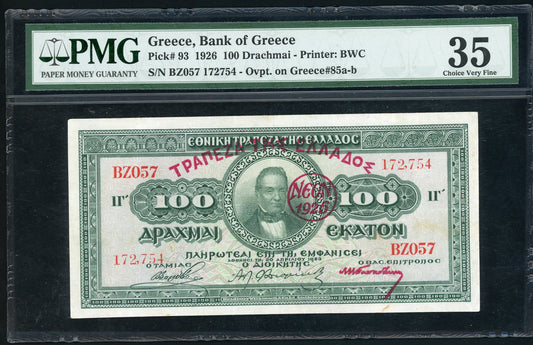 PMG
PAPER MONEY GUARANTY
Greece, Bank of Greece
Pick# 93 1926 100 Drachmai - Printer: BWC
S/N BZ057 172754 - Ovpt. on Greece#85a-b
35
Choice Very Fine
ΕΘΝΙΚΗ ΤΡΑΠΕΖΑ ΤΗΣ ΕΛΛΑΔΟΣ
ΤΡΑΠΕΖΑ ΤΗΣ ΕΛΛΑΔΟΣ
BZ057
172,754
ΝΕΟΝ
1926
100
100
ΔΡΑΧΜΑΙ
ΕΚΑΤΟΝ
ΠΛΗΡΩΤΕΑΙ ΕΠΙ ΤΗ ΕΜΦΑΝΙΣΕΙ
172,754
BZ057
Ο ΤΑΜΙΑΣ
Ο ΔΙΟΙΚΗΤΗΣ
Ο ΒΑΣ. ΕΠΙΤΡΟΠΟΣ